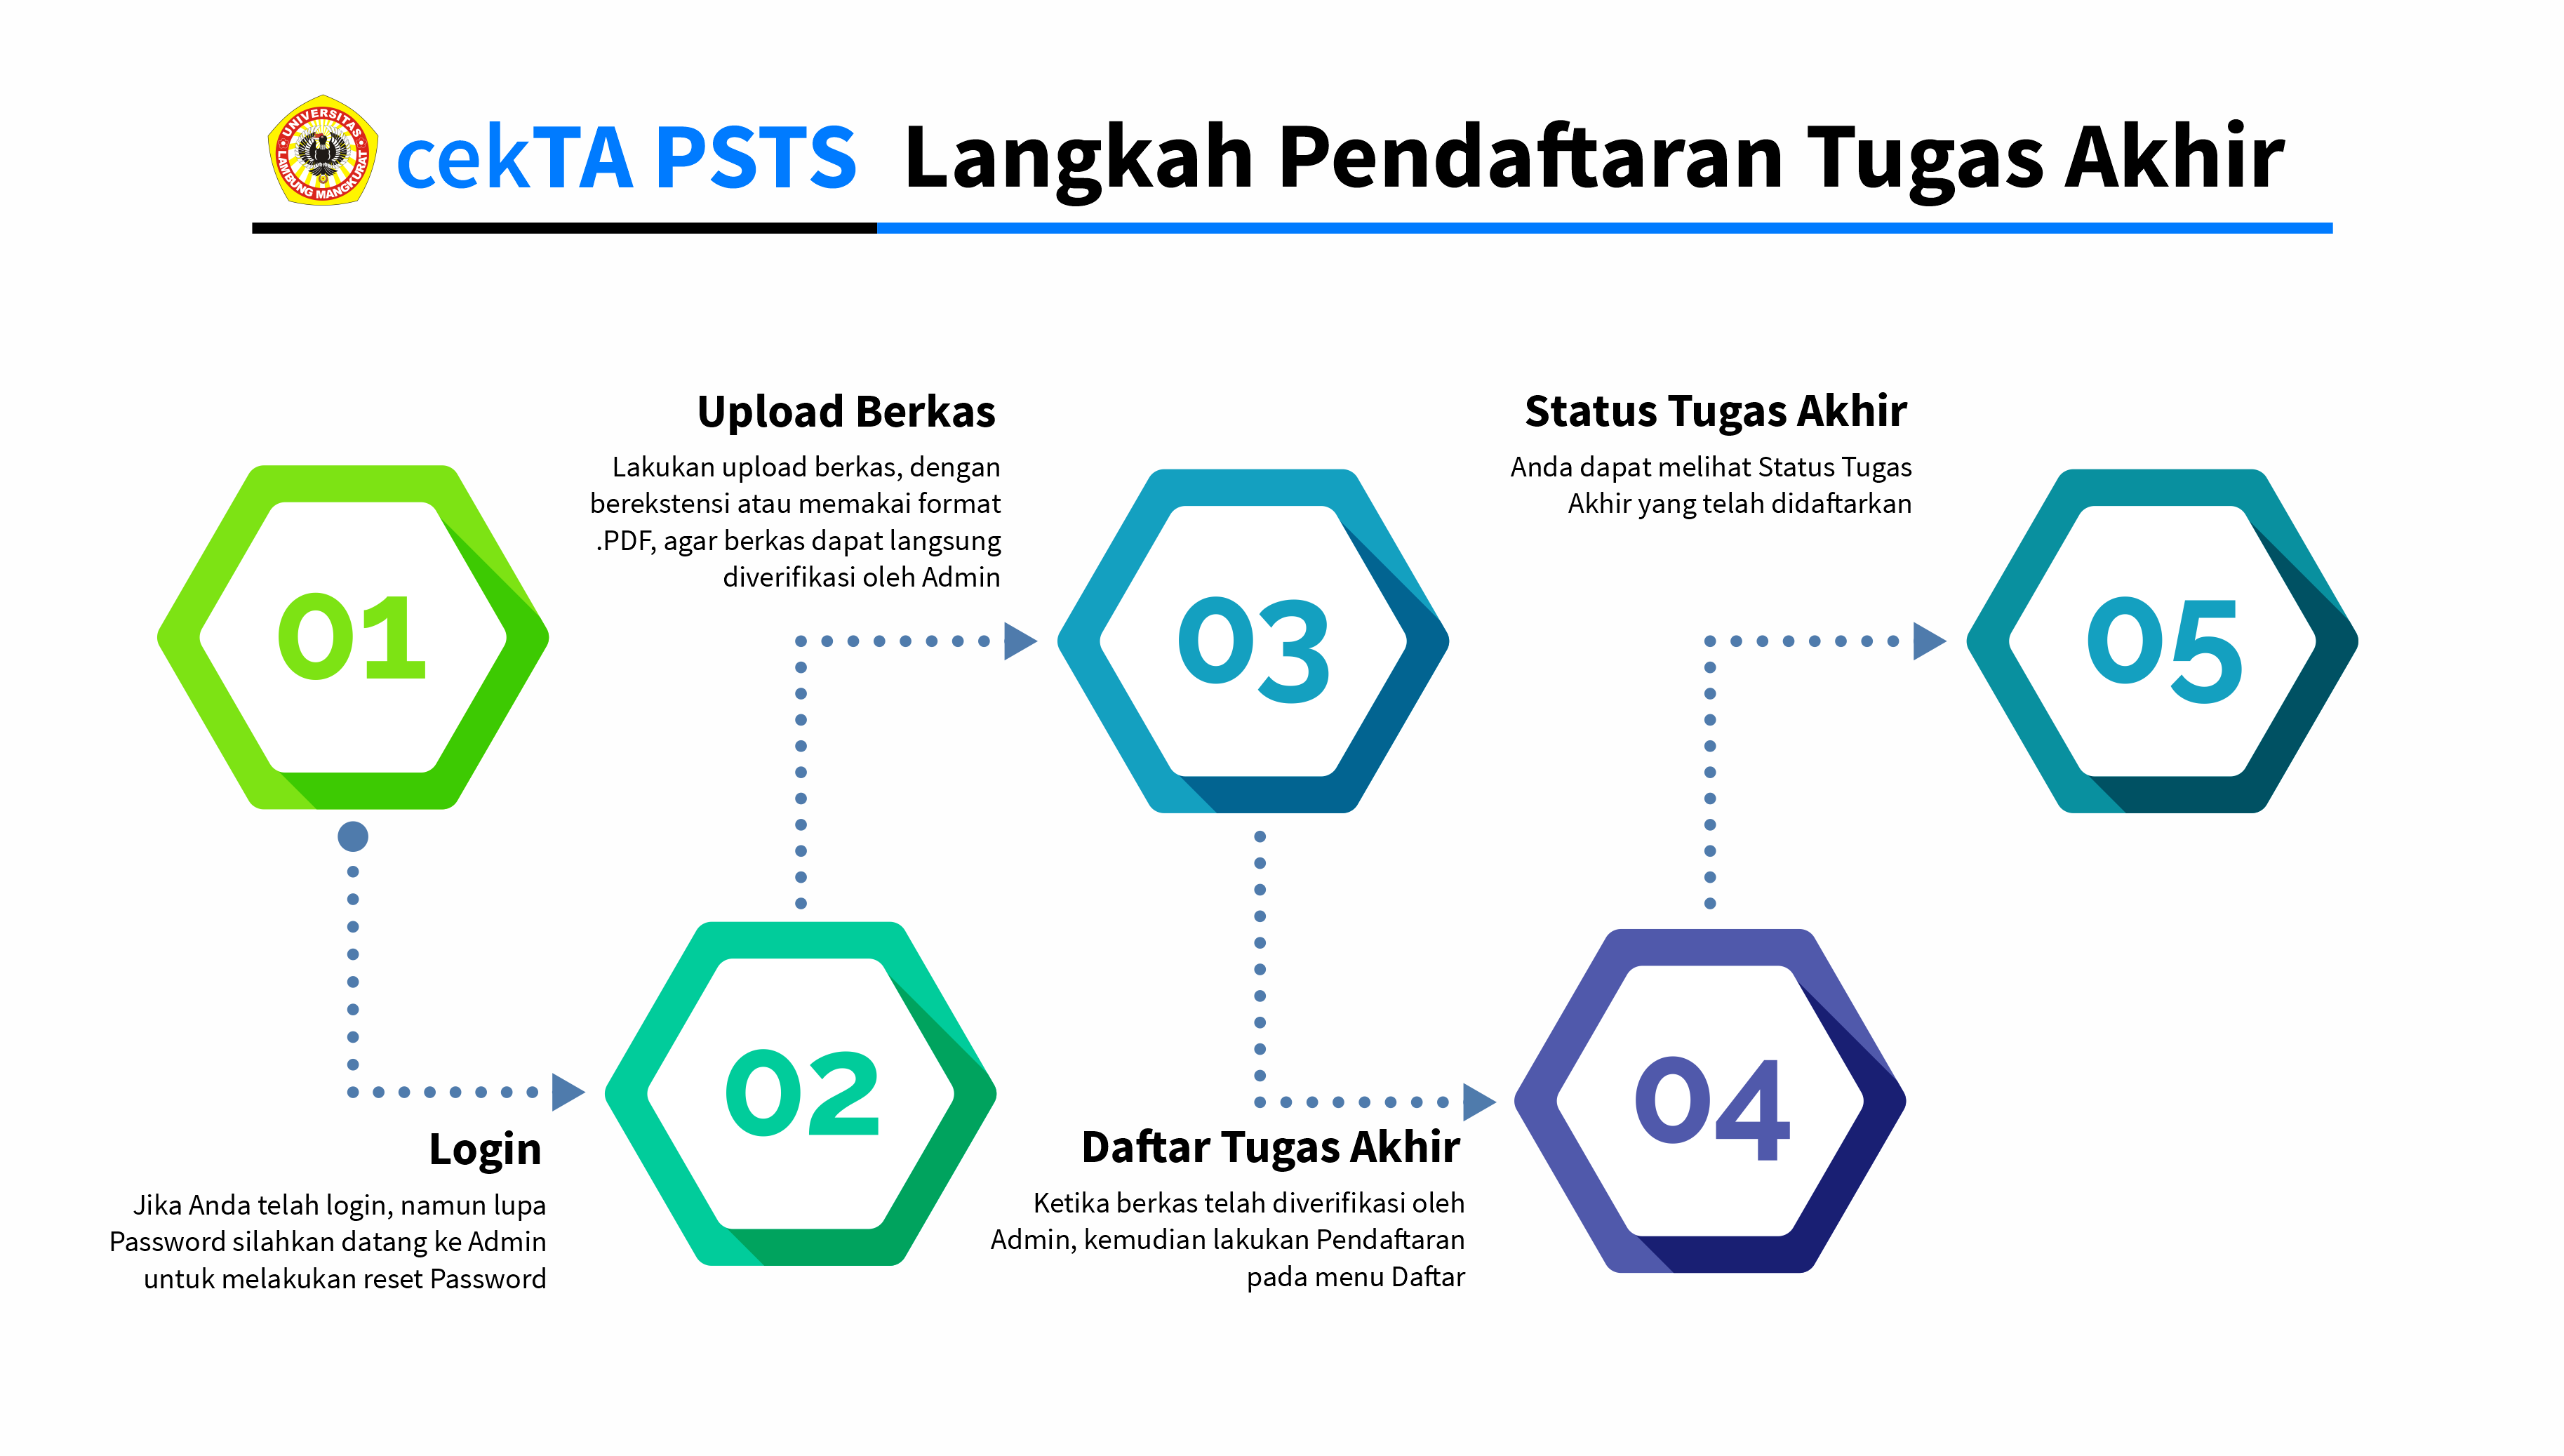 UNIVERSITAS
LAMBUNG MANGKURAT
cekTA PSTS Langkah Pendaftaran Tugas Akhir
01
Login
Jika Anda telah login, namun lupa
Password silahkan datang ke Admin
untuk melakukan reset Password
02
Upload Berkas
Lakukan upload berkas, dengan
berekstensi atau memakai format
.PDF, agar berkas dapat langsung
diverifikasi oleh Admin
03
Daftar Tugas Akhir
Ketika berkas telah diverifikasi oleh
Admin, kemudian lakukan Pendaftaran
pada menu Daftar
04
Status Tugas Akhir
Anda dapat melihat Status Tugas
Akhir yang telah didaftarkan
05